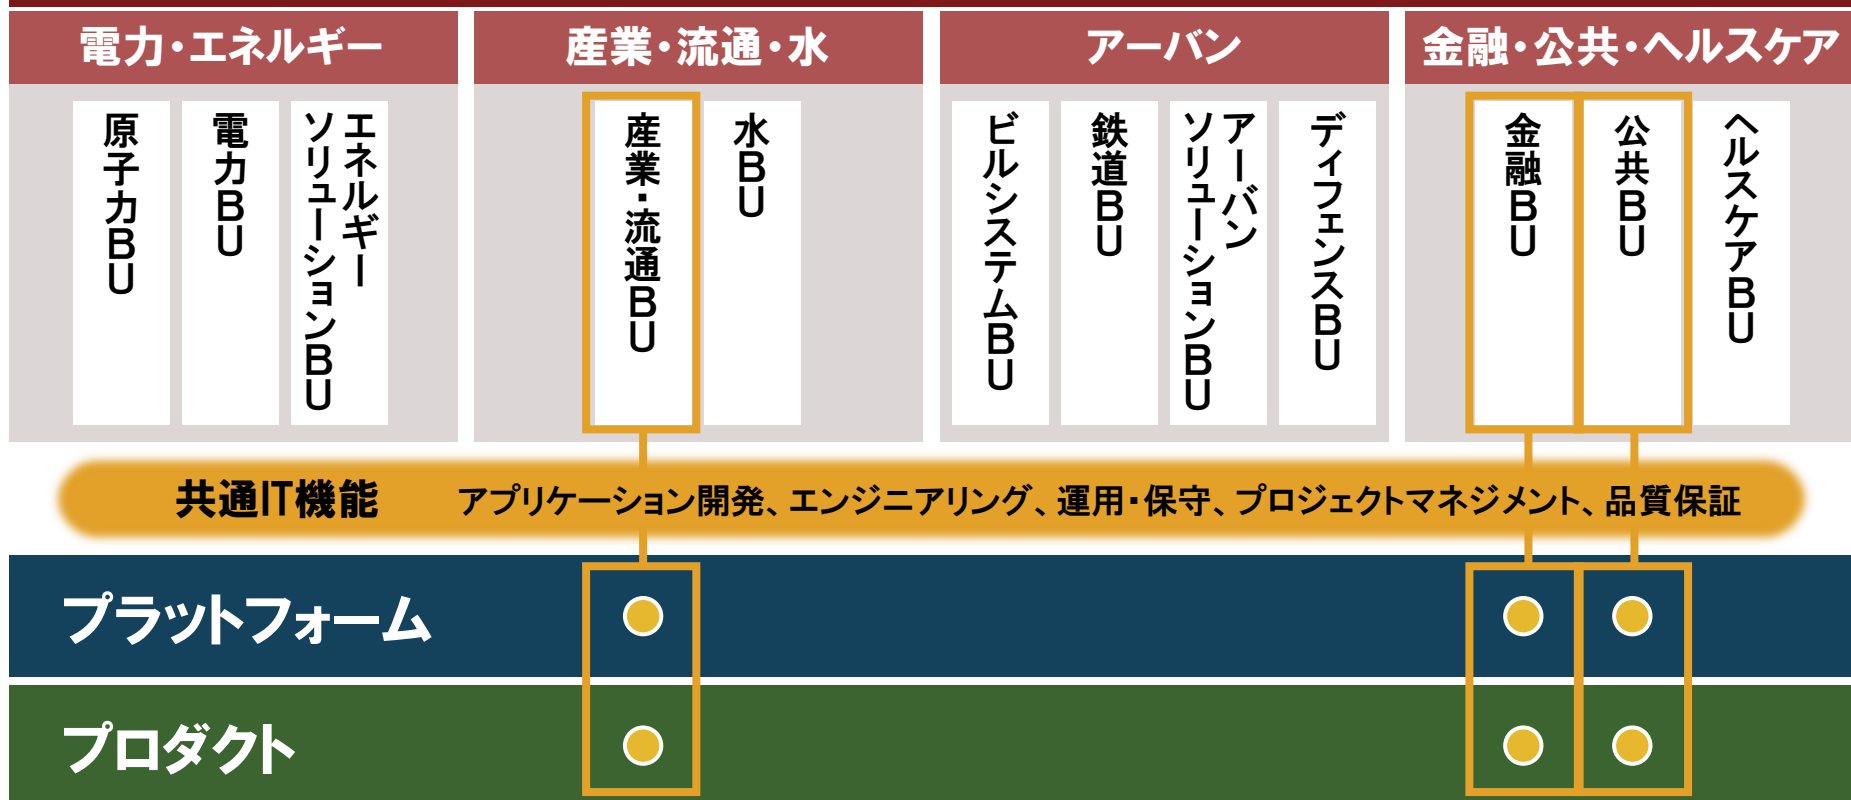 電力・エネルギー
原子力BU
電力BU
エネルギー
ソリューションBU
産業・流通・水
産業・流通BU
水BU
アーバン
ビルシステムBU
鉄道BU
アーバン
ソリューションBU
ディフェンスBU
金融・公共・ヘルスケア
金融BU
公共BU
ヘルスケアBU
共通IT機能 アプリケーション開発、エンジニアリング、運用・保守、プロジェクトマネジメント、品質保証
プラットフォーム
プロダクト